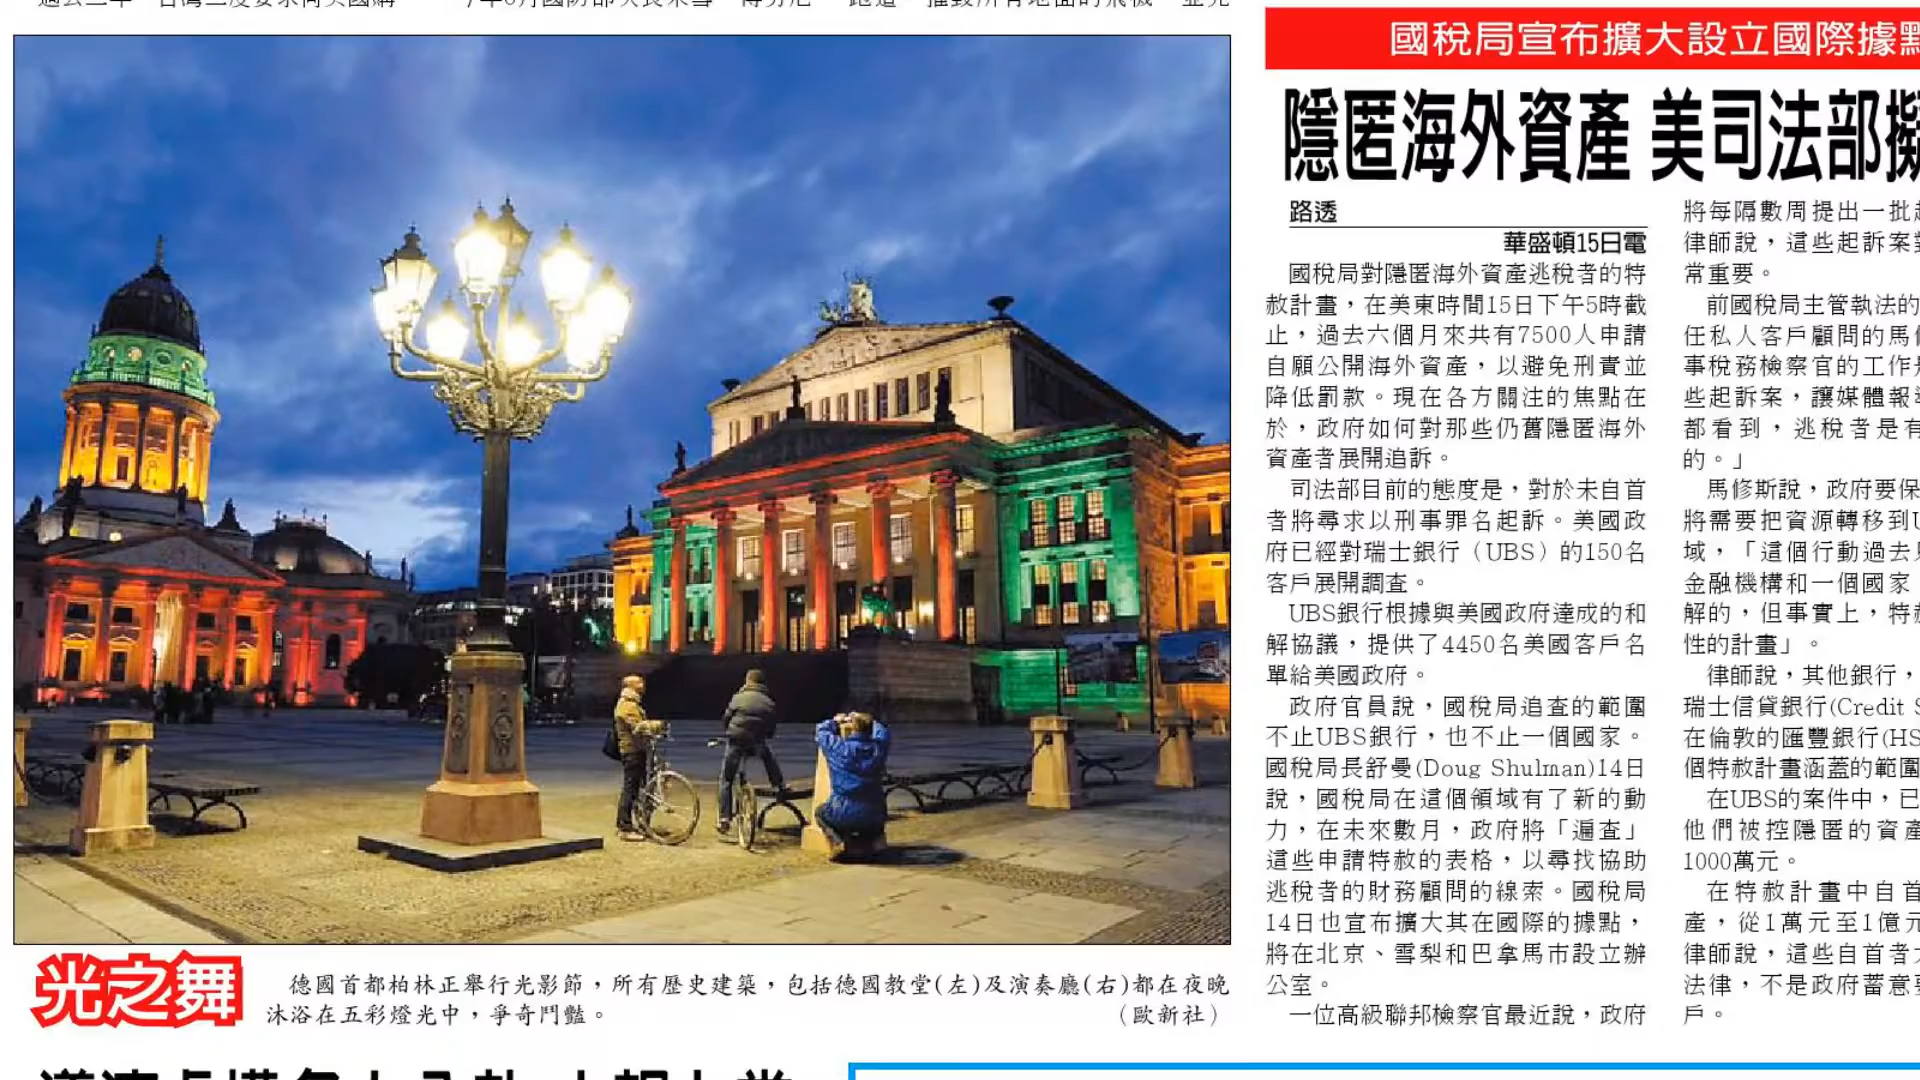 國稅局宣布擴大設立國際據點
隱匿海外資產 美司法部擬
路透
華盛頓15日電
國稅局對隱匿海外資產逃稅者的特
赦計畫，在美東時間15日下午5時截
止，過去六個月來共有7500人申請
自願公開海外資產，以避免刑責並
降低罰款。現在各方關注的焦點在
於，政府如何對那些仍舊隱匿海外
資產者展開追訴。
司法部目前的態度是，對於未自首
者將尋求以刑事罪名起訴。美國政
府已經對瑞士銀行（UBS）的150名
客戶展開調查。
UBS銀行根據與美國政府達成的和
解協議，提供了4450名美國客戶名
單給美國政府。
政府官員說，國稅局追查的範圍
不止UBS銀行，也不止一個國家。
國稅局長舒曼(Doug Shulman)14日
說，國稅局在這個領域有了新的動
力，在未來數月，政府將「遍查」
這些申請特赦的表格，以尋找協助
逃稅者的財務顧問的線索。國稅局
14日也宣布擴大其在國際的據點，
將在北京、雪梨和巴拿馬市設立辦
公室。
一位高級聯邦檢察官最近說，政府
將每隔數周提出一批
律師說，這些起訴案
常重要。
前國稅局主管執法的
任私人客戶顧問的馬修
事稅務檢察官的工作
些起訴案，讓媒體報
都看到，逃稅者是有
的。」
馬修斯說，政府要保
將需要把資源轉移到U
域，「這個行動過去
金融機構和一個國家
解的，但事實上，特赦
性的計畫」。
律師說，其他銀行，
瑞士信貸銀行(Credit S
在倫敦的匯豐銀行(HS
個特赦計畫涵蓋的範圍
在UBS的案件中，已
他們被控隱匿的資產
1000萬元。
在特赦計畫中自首
產，從1萬元至1億元
律師說，這些自首者
法律，不是政府蓄意
戶。
光之舞
德國首都柏林正舉行光影節，所有歷史建築，包括德國教堂(左)及演奏廳(右)都在夜晚
沐浴在五彩燈光中，爭奇鬥豔。
（歐新社）